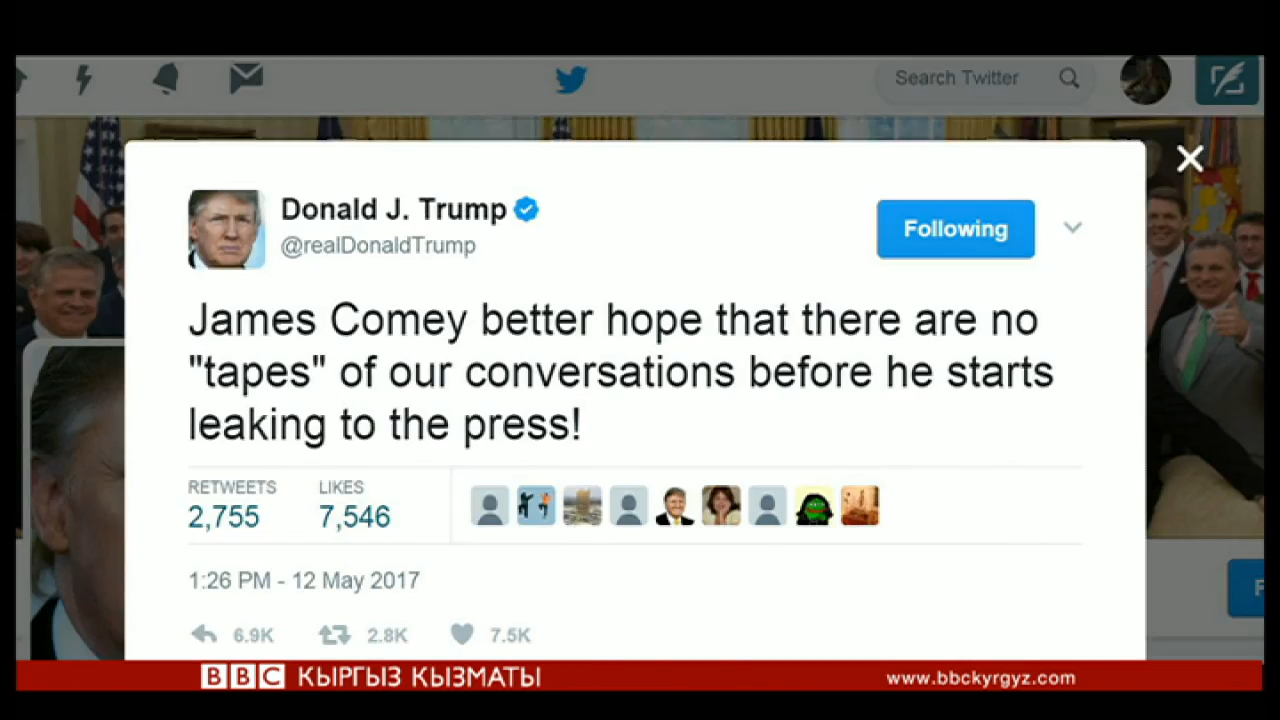 Search Twitter
Donald J. Trump
@realDonaldTrump
Following
James Comey better hope that there are no
"tapes" of our conversations before he starts
leaking to the press!
RETWEETS LIKES
2,755 7,546
1:26 PM - 12 May 2017
6.9K 2.8K 7.5K
BBC КЫРГЫЗ КЫЗМАТЫ www.bbckyrgyz.com